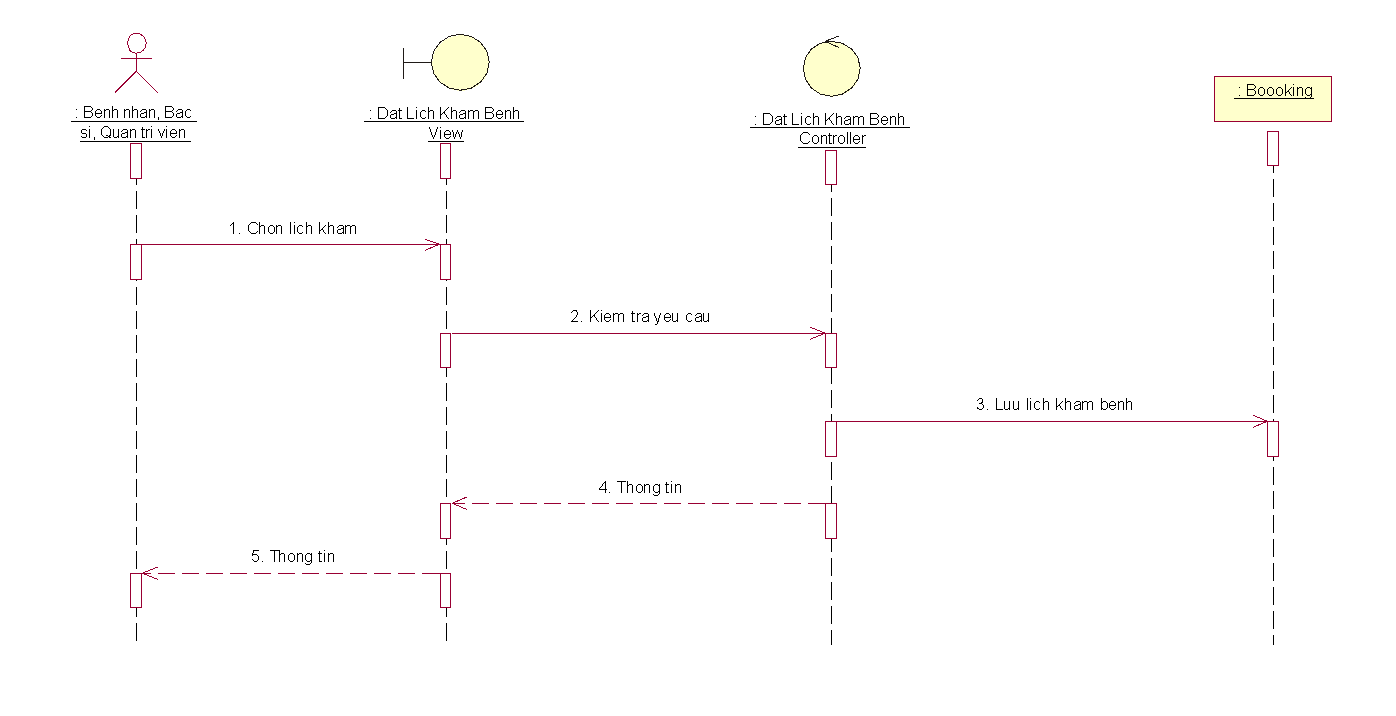 : Benh nhan, Bac
si, Quan tri vien
: Dat Lich Kham Benh
View
: Dat Lich Kham Benh
Controller
: Boooking
1. Chon lich kham
2. Kiem tra yeu cau
3. Luu lich kham benh
4. Thong tin
5. Thong tin